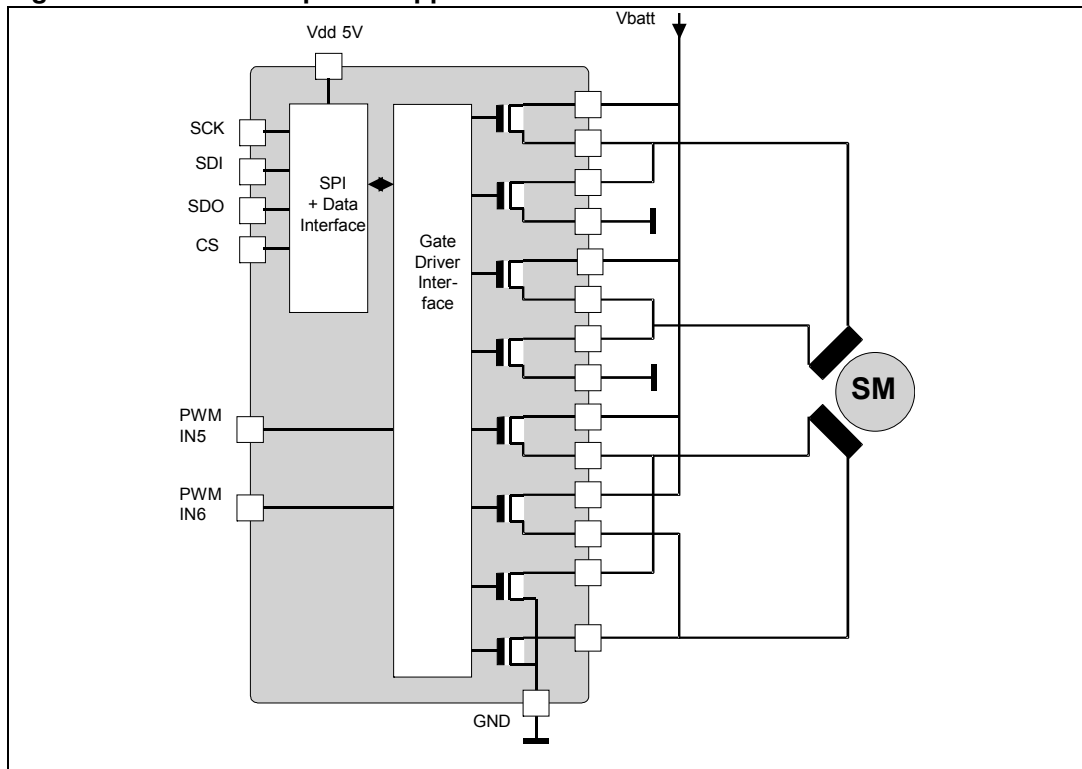 Vbatt
Vdd 5V
SCK
SDI
SDO
CS
SPI
+ Data
Interface
Gate
Driver
Inter-
face
PWM
IN5
PWM
IN6
SM
GND